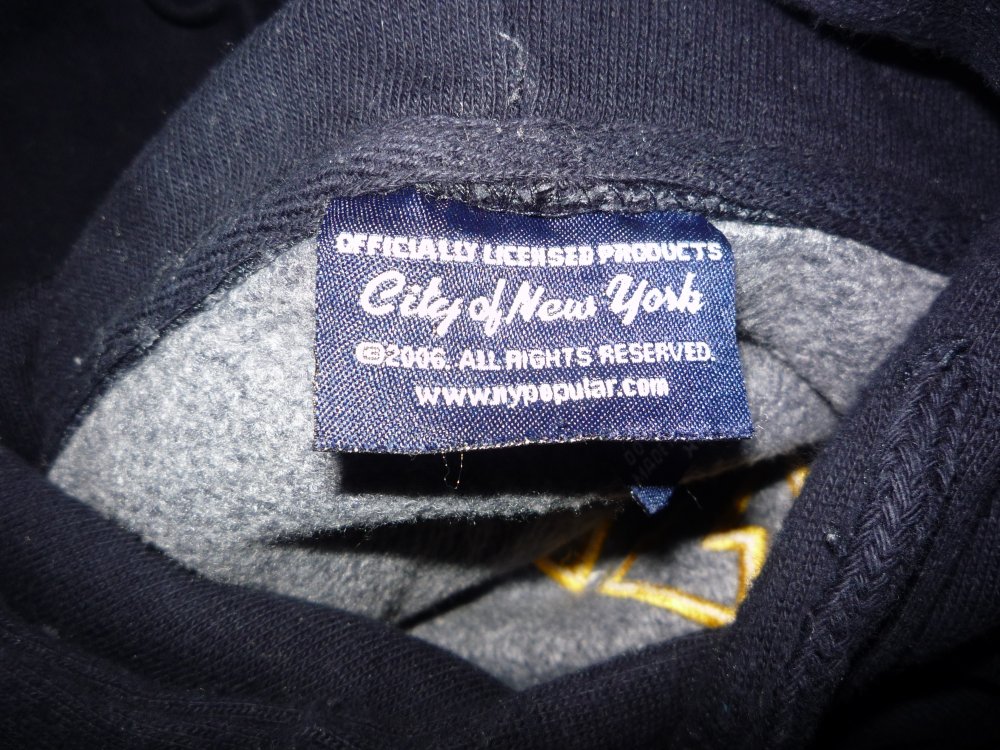 OFFICIALLY LICENSED PRODUCTS
City of New York
©2006. ALL RIGHTS RESERVED.
www.nypopular.com